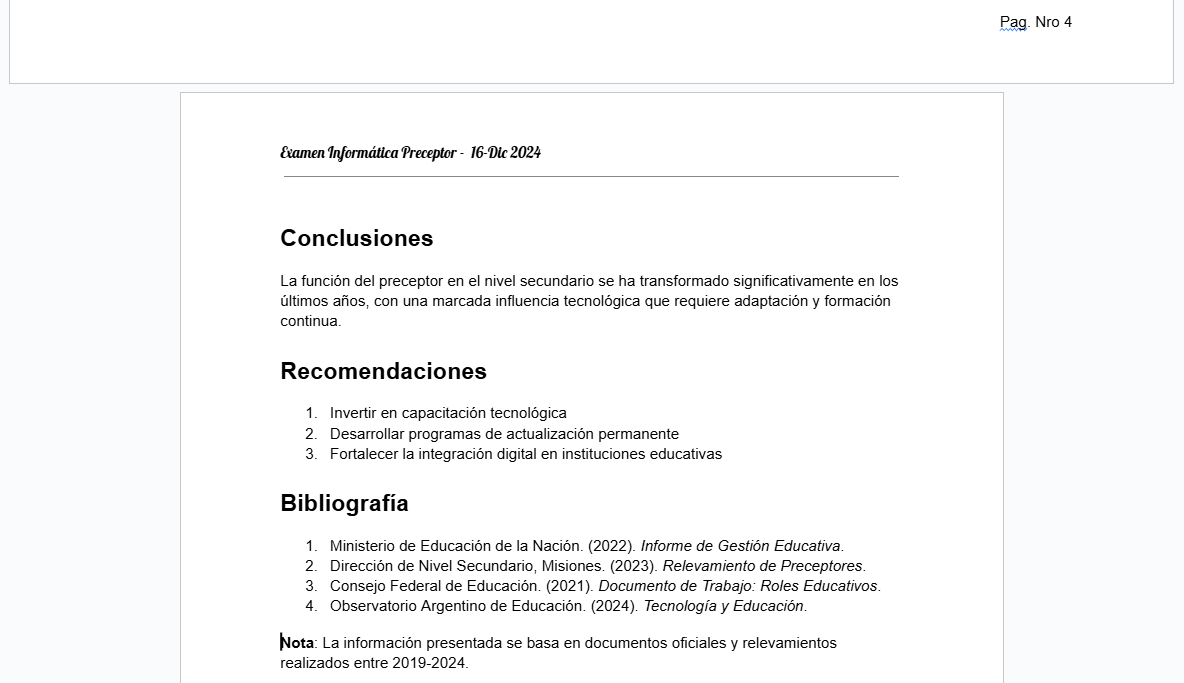 Pag. Nro 4
Examen Informática Preceptor - 16-Dic 2024
Conclusiones
La función del preceptor en el nivel secundario se ha transformado significativamente en los
últimos años, con una marcada influencia tecnológica que requiere adaptación y formación
continua.
Recomendaciones
1. Invertir en capacitación tecnológica
2. Desarrollar programas de actualización permanente
3. Fortalecer la integración digital en instituciones educativas
Bibliografía
1. Ministerio de Educación de la Nación. (2022). Informe de Gestión Educativa.
2. Dirección de Nivel Secundario, Misiones. (2023). Relevamiento de Preceptores.
3. Consejo Federal de Educación. (2021). Documento de Trabajo: Roles Educativos.
4. Observatorio Argentino de Educación. (2024). Tecnología y Educación.
Nota: La información presentada se basa en documentos oficiales y relevamientos
realizados entre 2019-2024.